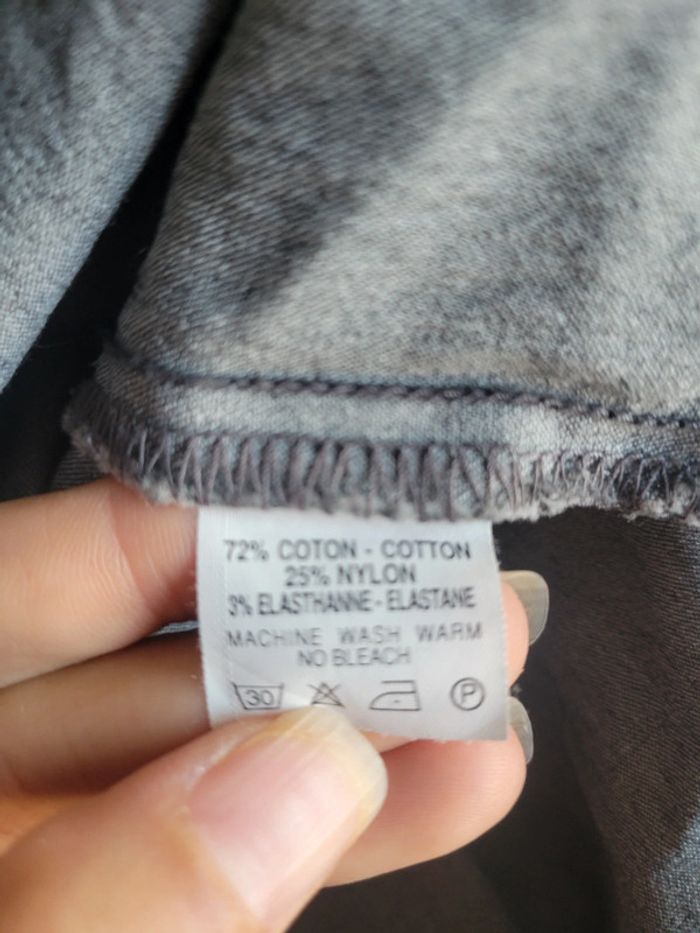 72% COTON - COTTON
25% NYLON
3% ELASTHANNE - ELASTANE
MACHINE WASH WARM
NO BLEACH
30 P